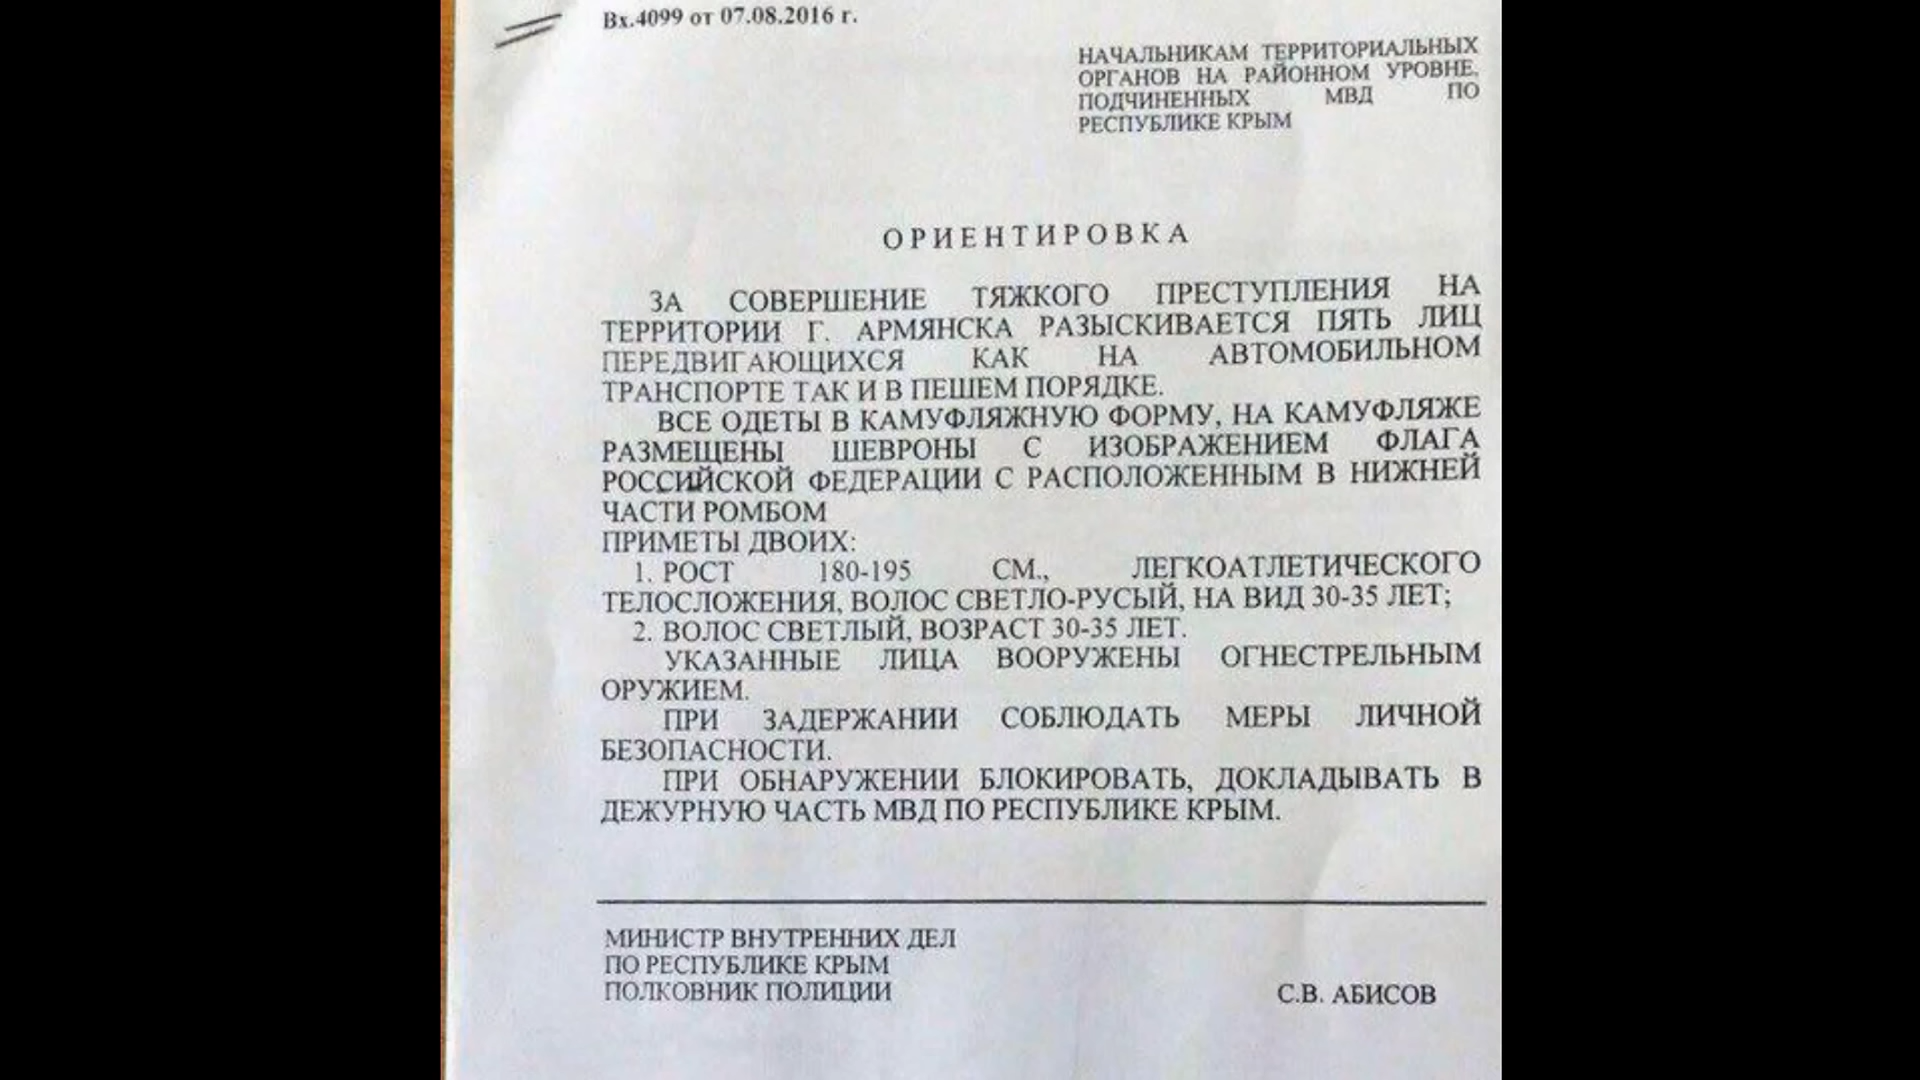 Вх.4099 от 07.08.2016 г.
НАЧАЛЬНИКАМ ТЕРРИТОРИАЛЬНЫХ
ОРГАНОВ НА РАЙОННОМ УРОВНЕ,
ПОДЧИНЕННЫХ МВД ПО
РЕСПУБЛИКЕ КРЫМ
ОРИЕНТИРОВКА
ЗА СОВЕРШЕНИЕ ТЯЖКОГО ПРЕСТУПЛЕНИЯ НА
ТЕРРИТОРИИ Г. АРМЯНСКА РАЗЫСКИВАЕТСЯ ПЯТЬ ЛИЦ
ПЕРЕДВИГАЮЩИХСЯ КАК НА АВТОМОБИЛЬНОМ
ТРАНСПОРТЕ ТАК И В ПЕШЕМ ПОРЯДКЕ.
ВСЕ ОДЕТЫ В КАМУФЛЯЖНУЮ ФОРМУ, НА КАМУФЛЯЖЕ
РАЗМЕЩЕНЫ ШЕВРОНЫ С ИЗОБРАЖЕНИЕМ ФЛАГА
РОССИЙСКОЙ ФЕДЕРАЦИИ С РАСПОЛОЖЕННЫМ В НИЖНЕЙ
ЧАСТИ РОМБОМ
ПРИМЕТЫ ДВОИХ:
1. РОСТ 180-195 СМ., ЛЕГКОАТЛЕТИЧЕСКОГО
ТЕЛОСЛОЖЕНИЯ, ВОЛОС СВЕТЛО-РУСЫЙ, НА ВИД 30-35 ЛЕТ;
2. ВОЛОС СВЕТЛЫЙ, ВОЗРАСТ 30-35 ЛЕТ.
УКАЗАННЫЕ ЛИЦА ВООРУЖЕНЫ ОГНЕСТРЕЛЬНЫМ
ОРУЖИЕМ.
ПРИ ЗАДЕРЖАНИИ СОБЛЮДАТЬ МЕРЫ ЛИЧНОЙ
БЕЗОПАСНОСТИ.
ПРИ ОБНАРУЖЕНИИ БЛОКИРОВАТЬ, ДОКЛАДЫВАТЬ В
ДЕЖУРНУЮ ЧАСТЬ МВД ПО РЕСПУБЛИКЕ КРЫМ.
МИНИСТР ВНУТРЕННИХ ДЕЛ
ПО РЕСПУБЛИКЕ КРЫМ
ПОЛКОВНИК ПОЛИЦИИ С.В. АБИСОВ